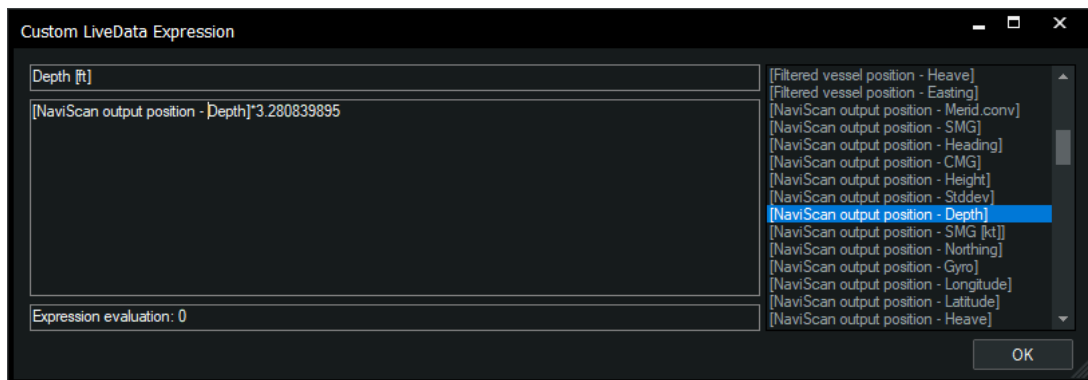 Custom LiveData Expression
Depth [ft]
[NaviScan output position - Depth]*3.280839895
Expression evaluation: 0
[Filtered vessel position - Heave]
[Filtered vessel position - Easting]
[NaviScan output position - Merid.conv]
[NaviScan output position - SMG]
[NaviScan output position - Heading]
[NaviScan output position - CMG]
[NaviScan output position - Height]
[NaviScan output position - Stddev]
[NaviScan output position - Depth]
[NaviScan output position - SMG [kt]]
[NaviScan output position - Northing]
[NaviScan output position - Gyro]
[NaviScan output position - Longitude]
[NaviScan output position - Latitude]
[NaviScan output position - Heave]
OK